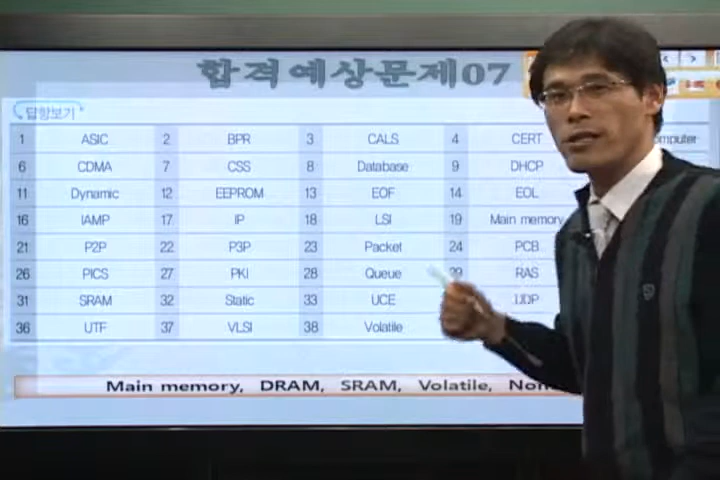 합격예상문제07
답항보기
1 ASIC 2 BPR 3 CALS 4 CERT omputer
6 CDMA 7 CSS 8 Database 9 DHCP
11 Dynamic 12 EEPROM 13 EOF 14 EOL
16 IAMP 17 IP 18 LSI 19 Main memory
21 P2P 22 P3P 23 Packet 24 PCB
26 PICS 27 PKI 28 Queue 29 RAS
31 SRAM 32 Static 33 UCE UDP
36 UTF 37 VLSI 38 Volatile
Main memory, DRAM, SRAM, Volatile, Non